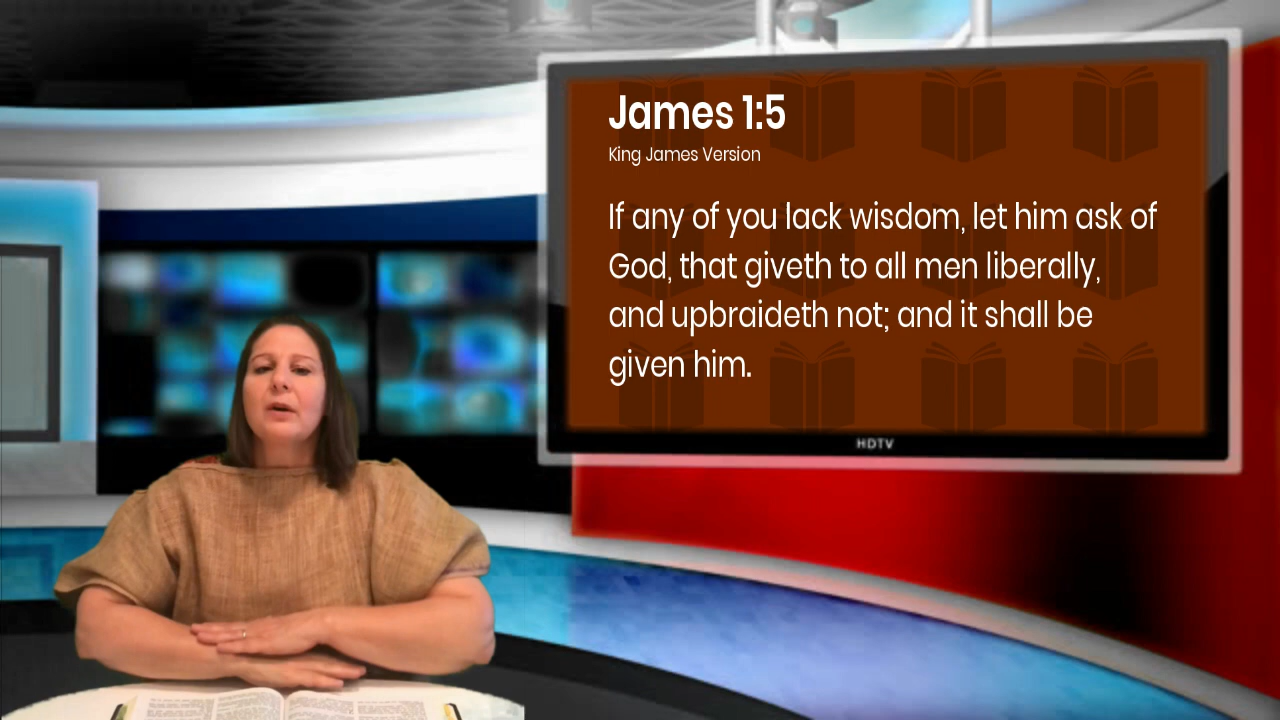 James 1:5
King James Version
If any of you lack wisdom, let him ask of
God, that giveth to all men liberally,
and upbraideth not; and it shall be
given him.
HDTV